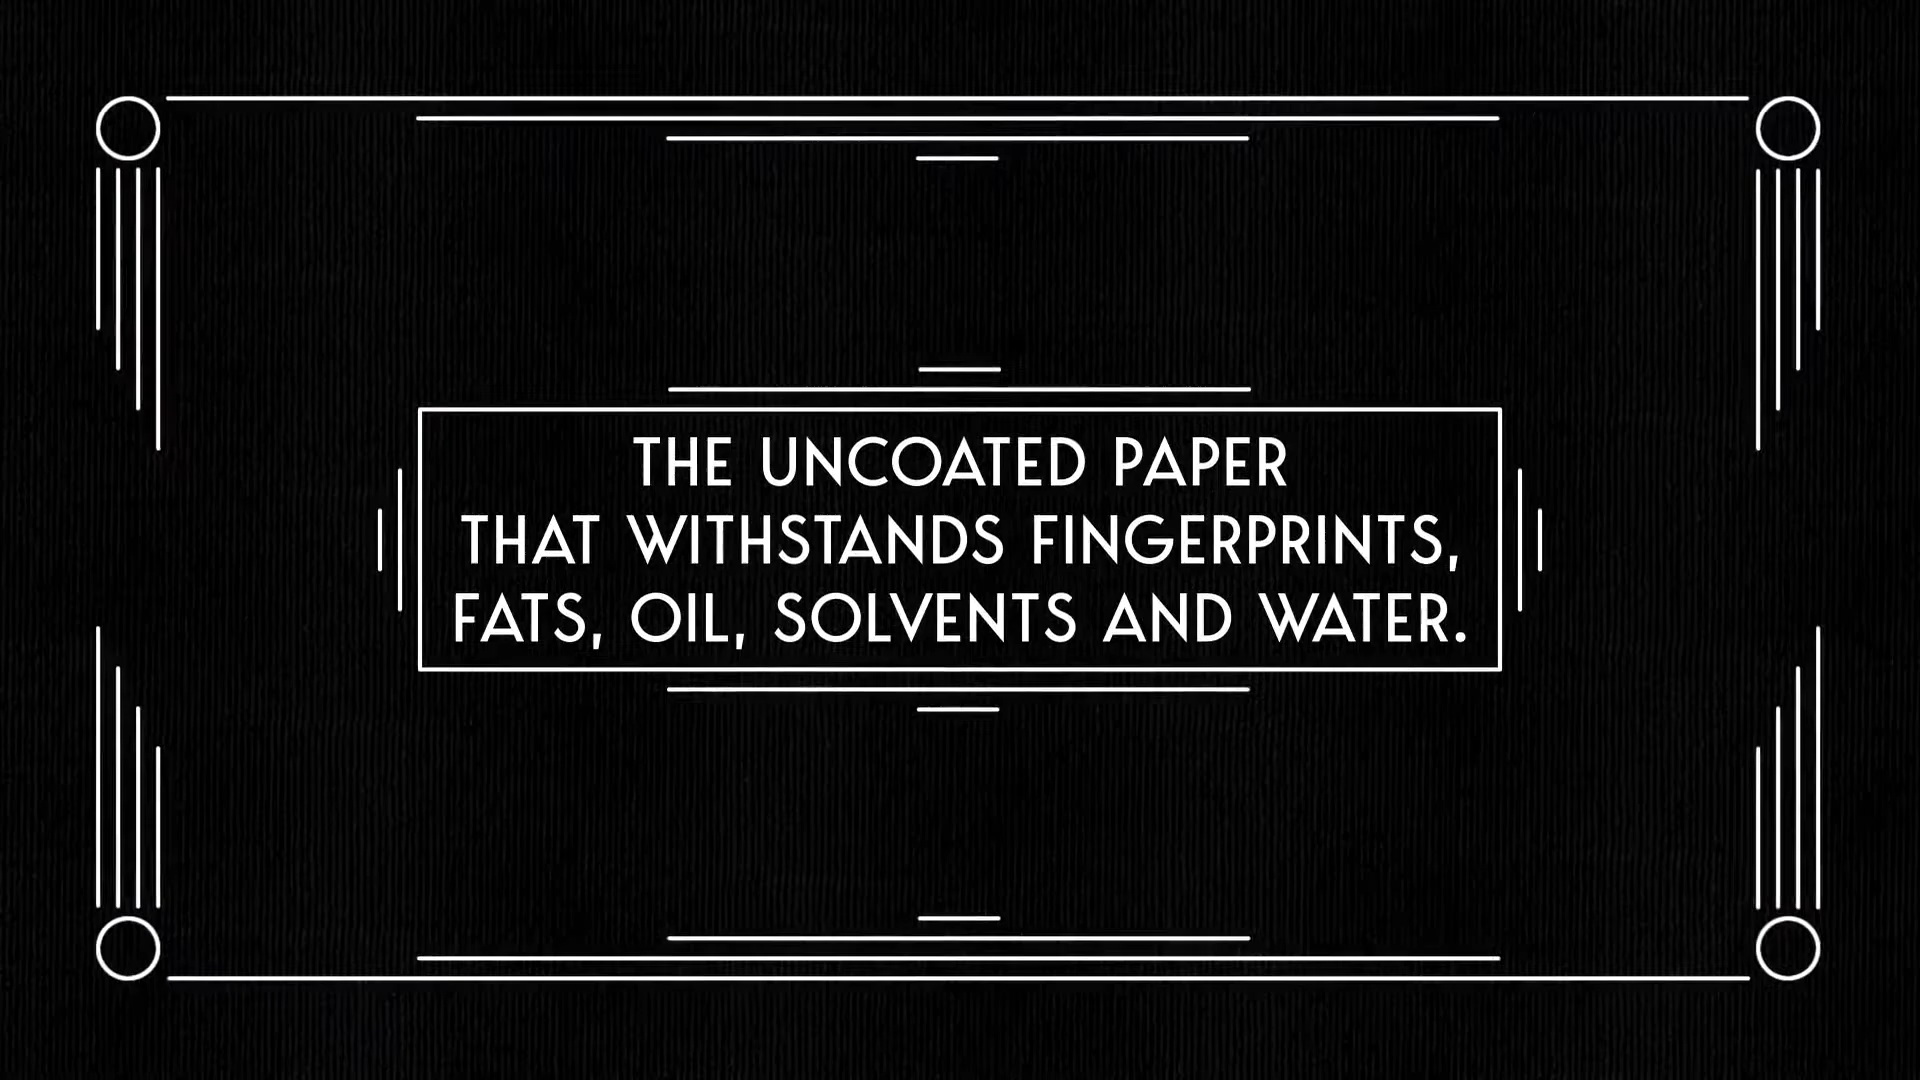 THE UNCOATED PAPER
THAT WITHSTANDS FINGERPRINTS,
FATS, OIL, SOLVENTS AND WATER.